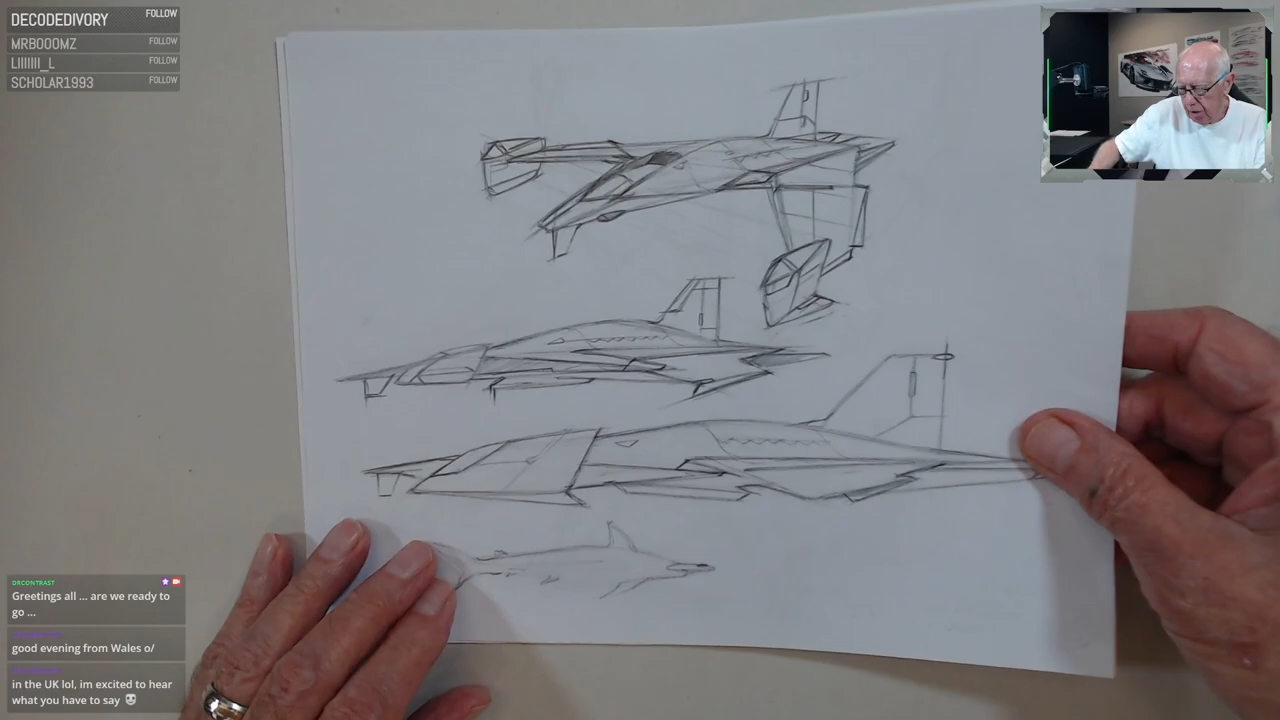 DECODEDIVORY FOLLOW
MRBOOOMZ FOLLOW
LIIIIIII_L FOLLOW
SCHOLAR1993 FOLLOW
DRCONTRAST
Greetings all ... are we ready to
go ...
good evening from Wales o/
in the UK lol, im excited to hear
what you have to say 💀